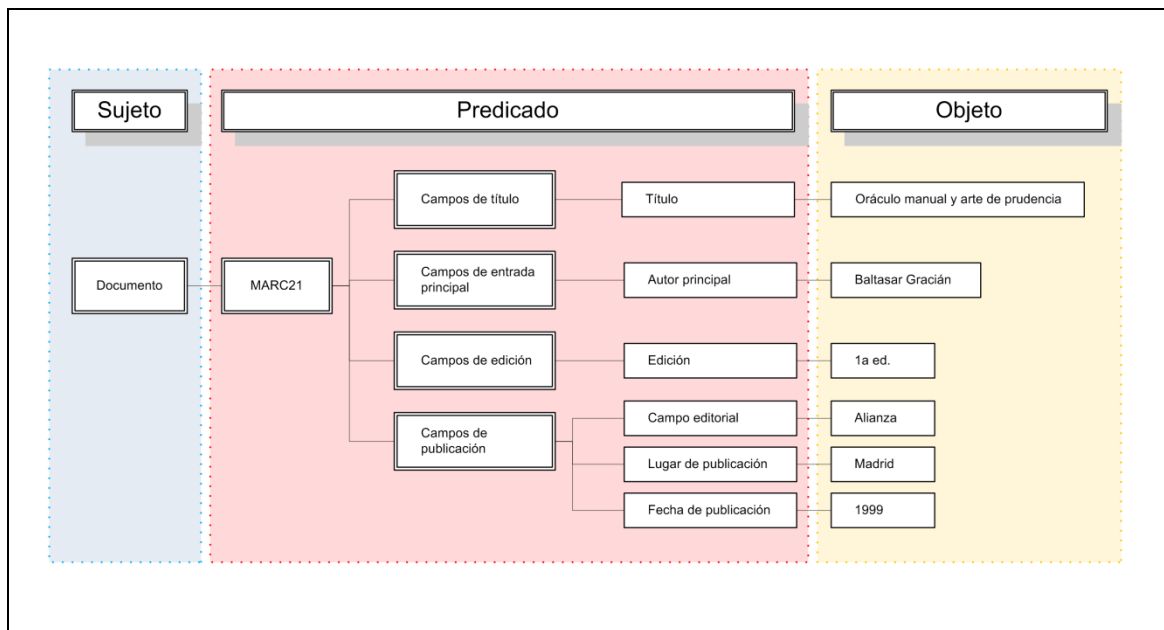 Sujeto
Predicado
Objeto
Campos de título
Título
Oráculo manual y arte de prudencia
Documento
MARC21
Campos de entrada
principal
Autor principal
Baltasar Gracián
Campos de edición
Edición
1a ed.
Campos de
publicación
Campo editorial
Alianza
Lugar de publicación
Madrid
Fecha de publicación
1999